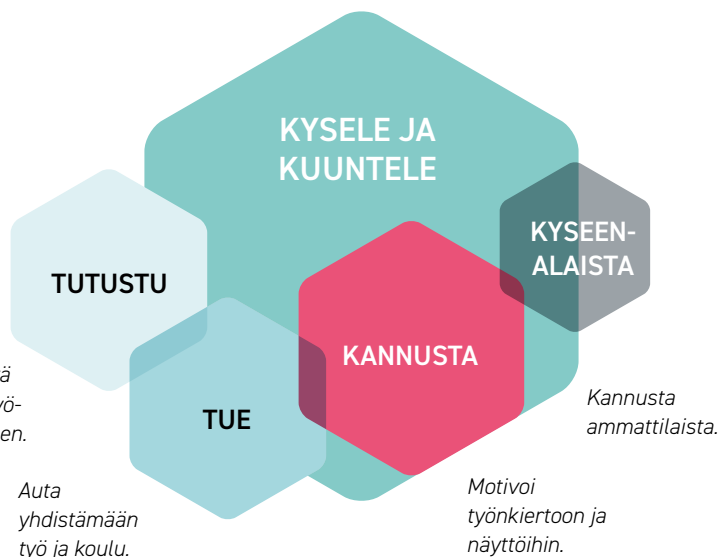 KYSELE JA
KUUNTELE
KYSEEN-
ALAISTA
TUTUSTU
KANNUSTA
TUE
Kannusta
ammattilaista.
Auta
yhdistämään
työ ja koulu.
Motivoi
työnkiertoon ja
näyttöihin.